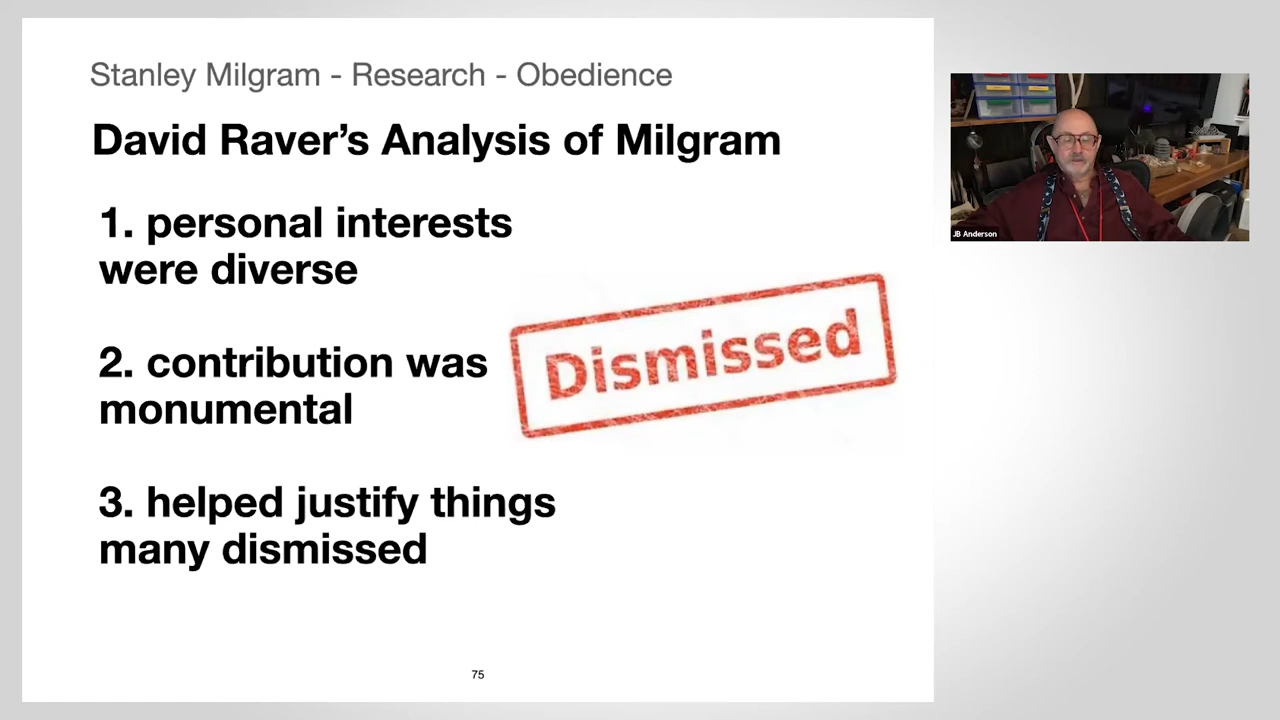 Stanley Milgram - Research - Obedience
David Raver’s Analysis of Milgram
1. personal interests
were diverse
2. contribution was
monumental
3. helped justify things
many dismissed
Dismissed
75
JB Anderson